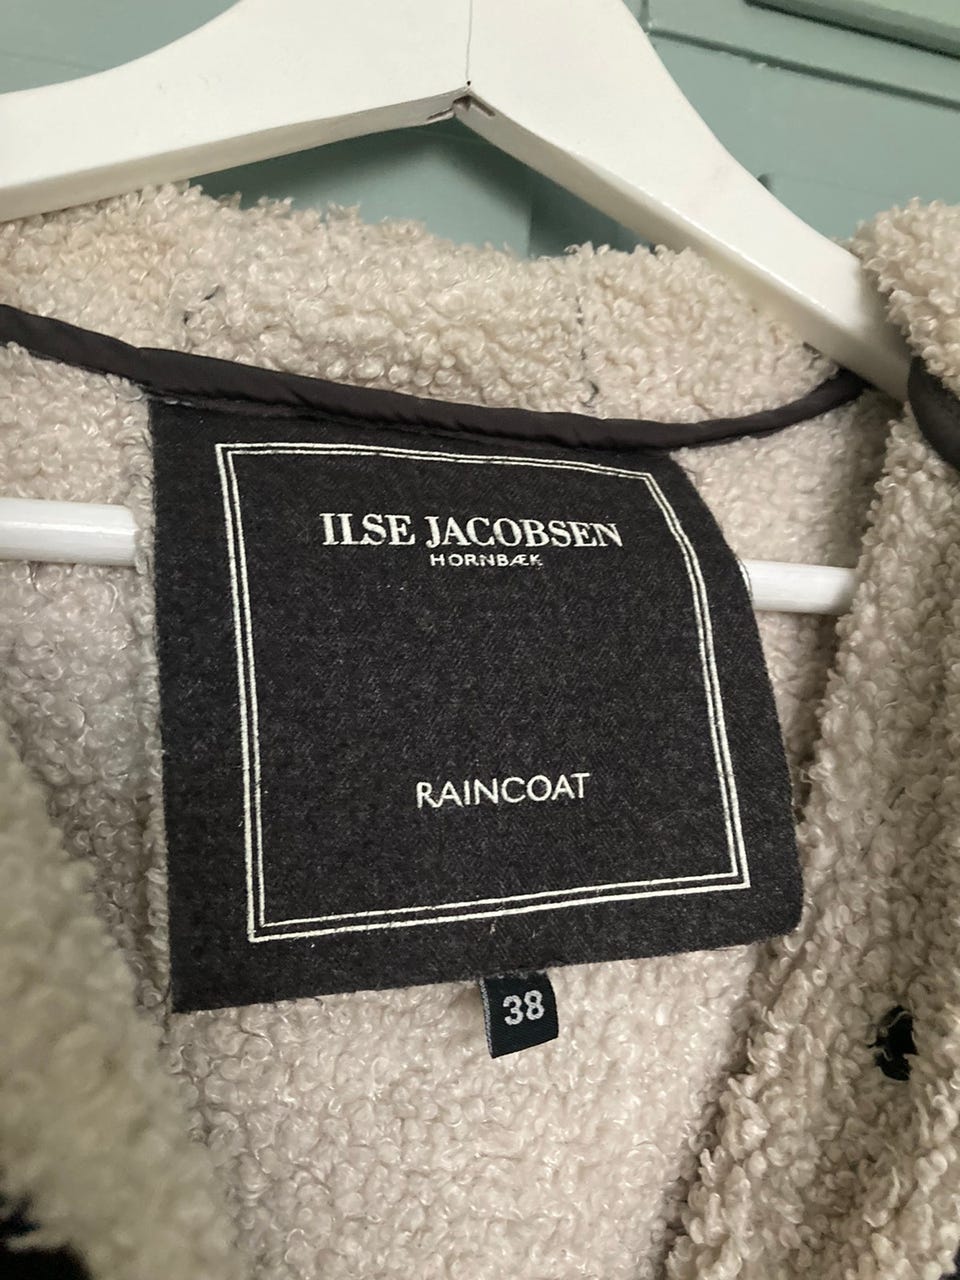 ILSE JACOBSEN
HORNBÆK
RAINCOAT
38